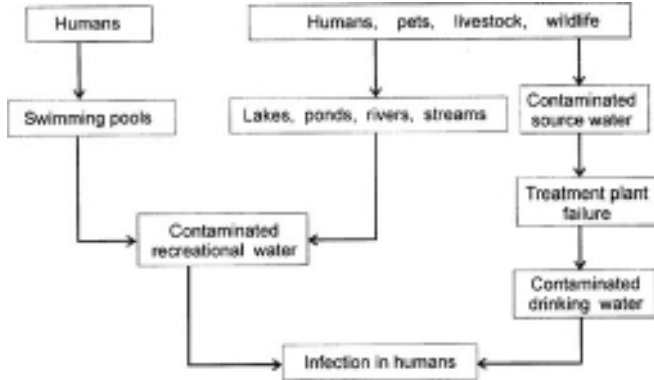 Humans
Humans, pets, livestock, wildlife
Swimming pools
Lakes, ponds, rivers, streams
Contaminated
source water
Treatment plant
failure
Contaminated
recreational water
Contaminated
drinking water
Infection in humans